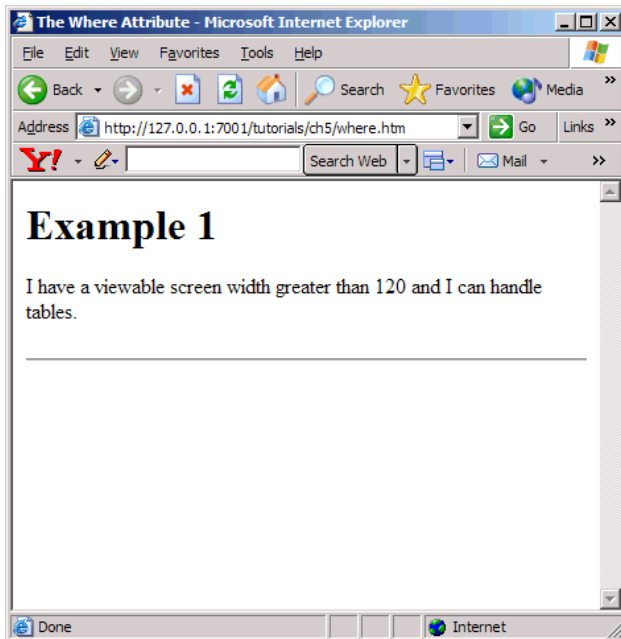 The Where Attribute - Microsoft Internet Explorer
File Edit View Favorites Tools Help
Back Search Favorites Media »
Address http://127.0.0.1:7001/tutorials/ch5/where.htm Go Links »
Y! Search Web Mail »
Example 1
I have a viewable screen width greater than 120 and I can handle
tables.
Done Internet